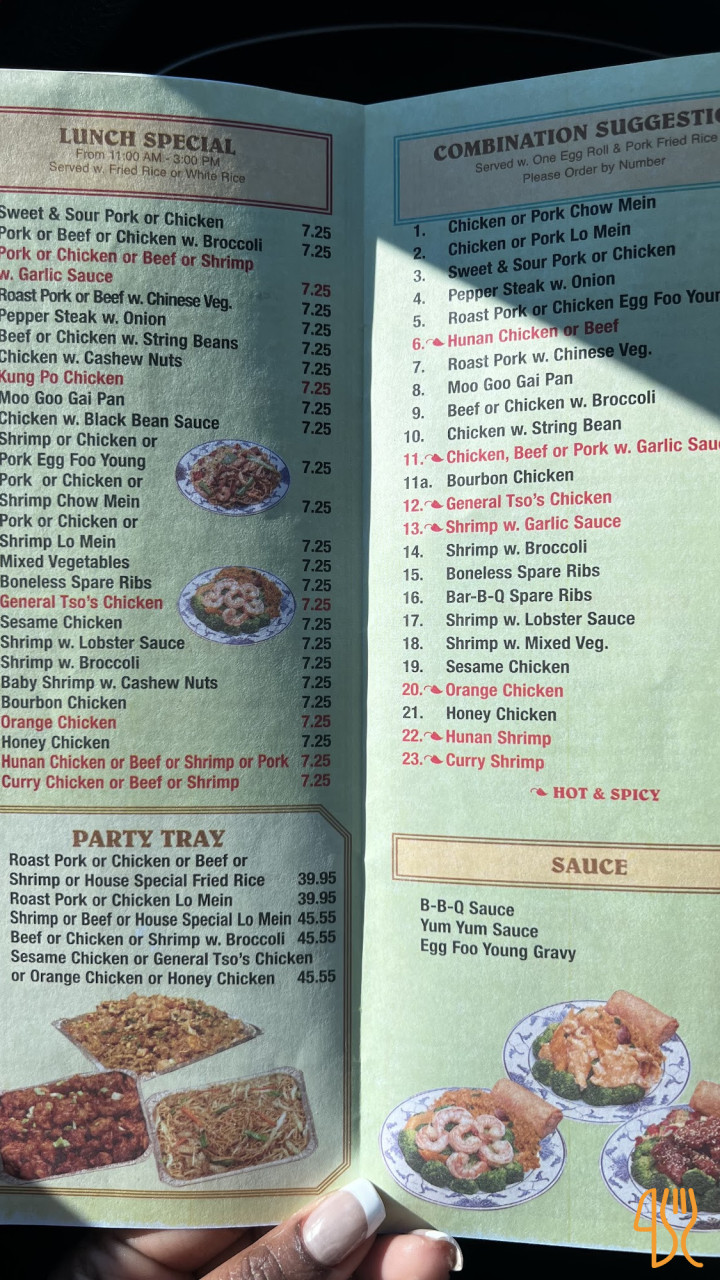 LUNCH SPECIAL
From 11:00 AM - 3:00 PM
Served w. Fried Rice or White Rice
Sweet & Sour Pork or Chicken 7.25
Pork or Beef or Chicken w. Broccoli 7.25
Pork or Chicken or Beef or Shrimp
w. Garlic Sauce 7.25
Roast Pork or Beef w. Chinese Veg. 7.25
Pepper Steak w. Onion 7.25
Beef or Chicken w. String Beans 7.25
Chicken w. Cashew Nuts 7.25
Kung Po Chicken 7.25
Moo Goo Gai Pan 7.25
Chicken w. Black Bean Sauce 7.25
Shrimp or Chicken or
Pork Egg Foo Young 7.25
Pork or Chicken or
Shrimp Chow Mein 7.25
Pork or Chicken or
Shrimp Lo Mein 7.25
Mixed Vegetables 7.25
Boneless Spare Ribs 7.25
General Tso's Chicken 7.25
Sesame Chicken 7.25
Shrimp w. Lobster Sauce 7.25
Shrimp w. Broccoli 7.25
Baby Shrimp w. Cashew Nuts 7.25
Bourbon Chicken 7.25
Orange Chicken 7.25
Honey Chicken 7.25
Hunan Chicken or Beef or Shrimp or Pork 7.25
Curry Chicken or Beef or Shrimp 7.25
PARTY TRAY
Roast Pork or Chicken or Beef or
Shrimp or House Special Fried Rice 39.95
Roast Pork or Chicken Lo Mein 39.95
Shrimp or Beef or House Special Lo Mein 45.55
Beef or Chicken or Shrimp w. Broccoli 45.55
Sesame Chicken or General Tso's Chicken
or Orange Chicken or Honey Chicken 45.55
COMBINATION
Served w. One Egg Roll & Pork Fried Rice
Please Order by Number
1. Chicken or Pork Chow Mein
2. Chicken or Pork Lo Mein
3. Sweet & Sour Pork or Chicken
4. Pepper Steak w. Onion
5. Roast Pork or Chicken Egg Foo
6. Hunan Chicken or Beef
7. Roast Pork w. Chinese Veg.
8. Moo Goo Gai Pan
9. Beef or Chicken w. Broccoli
10. Chicken w. String Bean
11. Chicken, Beef or Pork w. Garlic
11a. Bourbon Chicken
12. General Tso's Chicken
13. Shrimp w. Garlic Sauce
14. Shrimp w. Broccoli
15. Boneless Spare Ribs
16. Bar-B-Q Spare Ribs
17. Shrimp w. Lobster Sauce
18. Shrimp w. Mixed Veg.
19. Sesame Chicken
20. Orange Chicken
21. Honey Chicken
22. Hunan Shrimp
23. Curry Shrimp
HOT & SPICY
SAUCE
B-B-Q Sauce
Yum Yum Sauce
Egg Foo Young Gravy